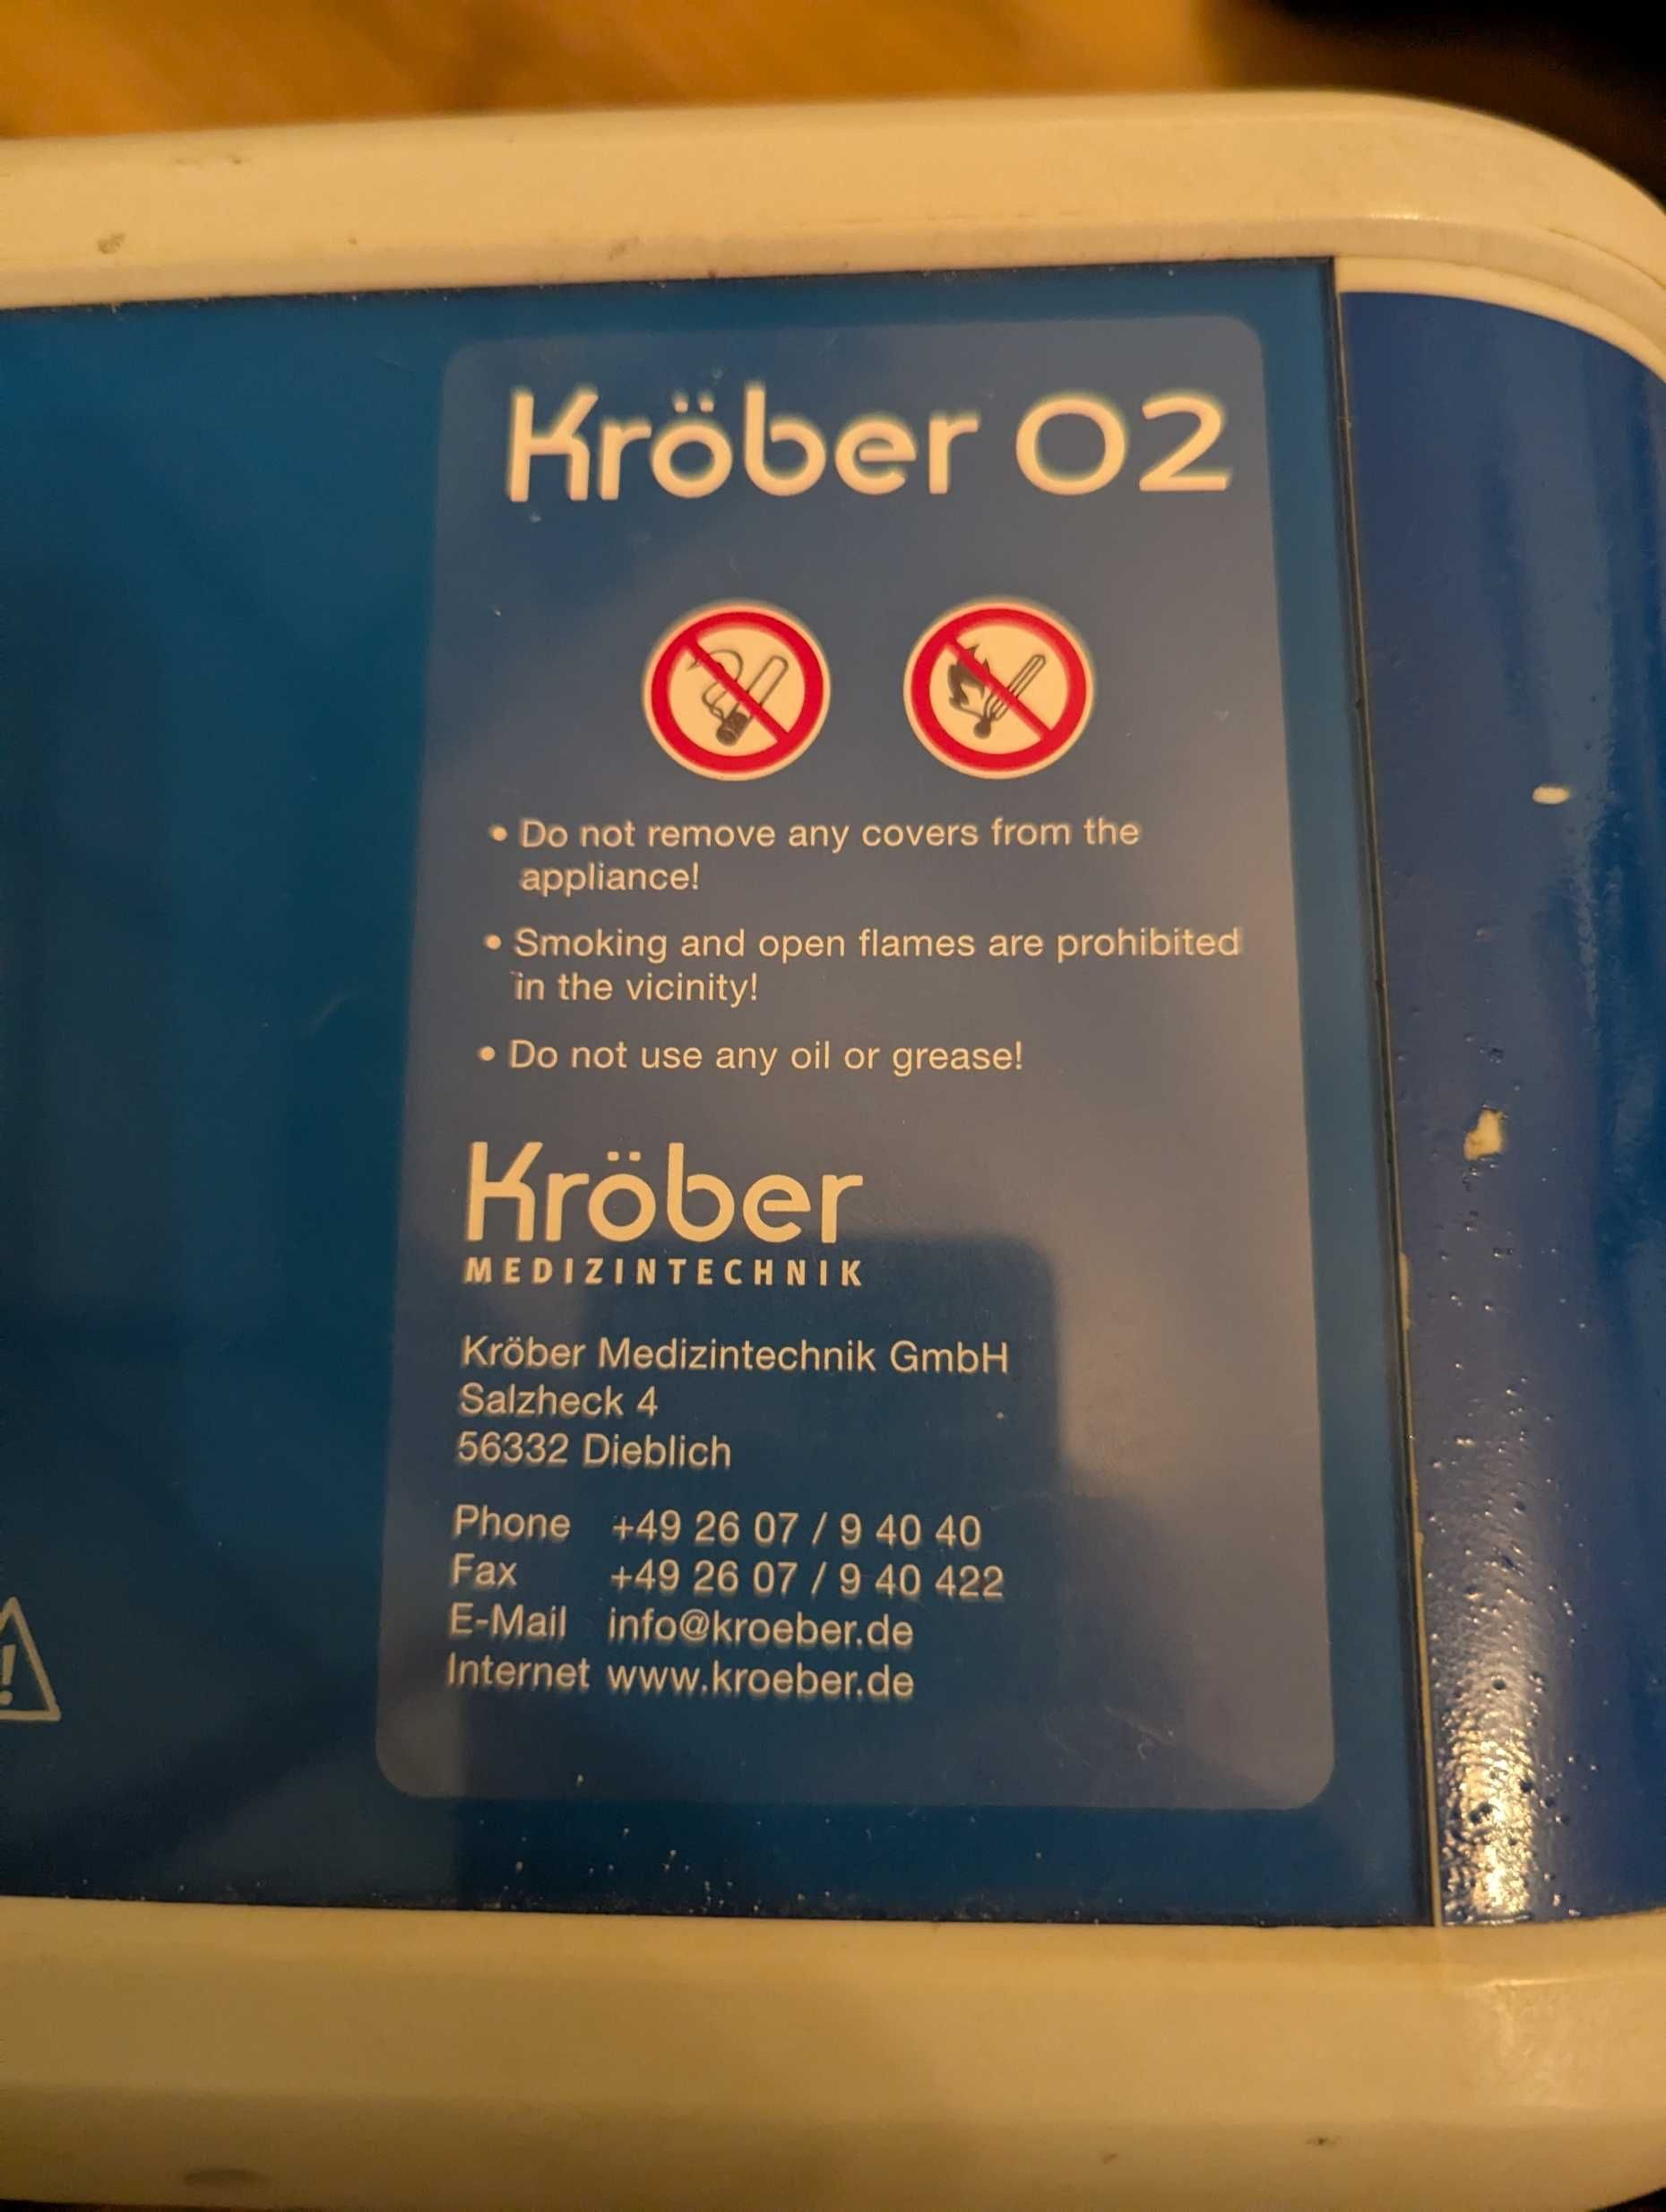 Kröber O2
• Do not remove any covers from the
appliance!
• Smoking and open flames are prohibited
in the vicinity!
• Do not use any oil or grease!
Kröber
MEDIZINTECHNIK
Kröber Medizintechnik GmbH
Salzheck 4
56332 Dieblich
Phone +49 26 07 / 9 40 40
Fax +49 26 07 / 9 40 422
E-Mail info@kroeber.de
Internet www.kroeber.de
!